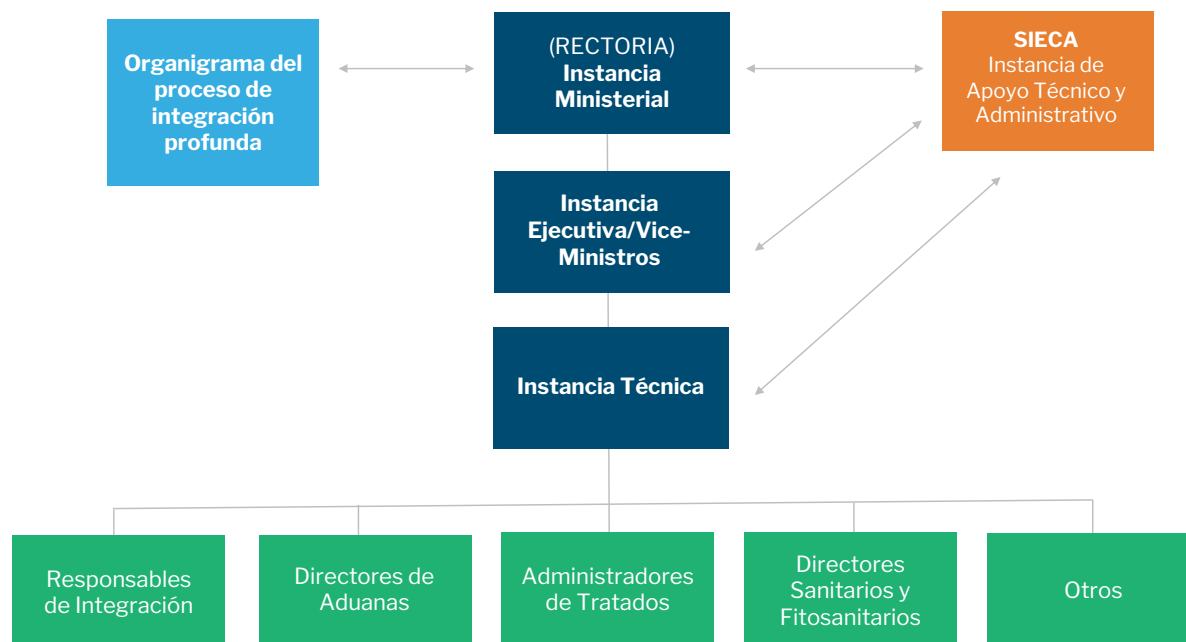 Organigrama del
proceso de
integración
profunda
(RECTORIA)
Instancia
Ministerial
SIECA
Instancia de
Apoyo Técnico y
Administrativo
Instancia
Ejecutiva/Vice-
Ministros
Instancia Técnica
Responsables
de Integración
Directores de
Aduanas
Administradores
de Tratados
Directores
Sanitarios y
Fitosanitarios
Otros